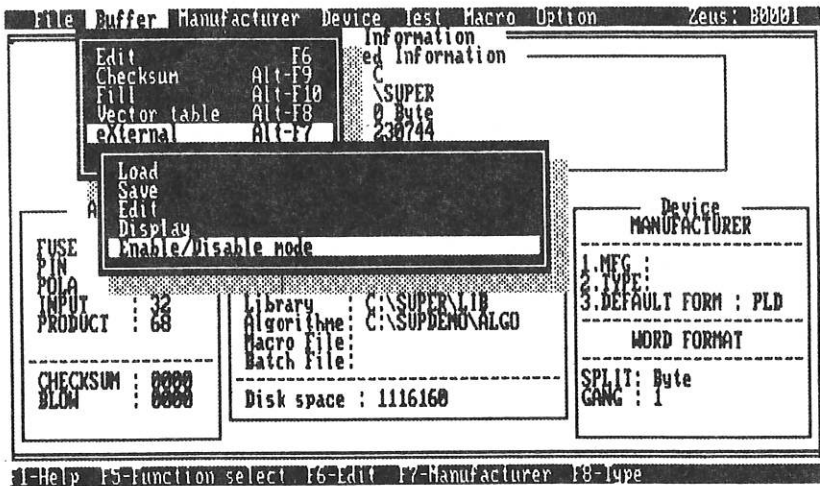 File Buffer Manufacturer Device Test Macro Option Zeus: B0001
Information
Edit F6
ed Information
Checksum Alt-F9
C
Fill Alt-F10
\SUPER
Vector table Alt-F8
0 Byte
eXternal Alt-F7
230744
Load
Save
Edit
Display
Enable/Disable mode
A
Device
MANUFACTURER
FUSE
PIN
POLA
INPUT : 32
PRODUCT : 68
CHECKSUM : 0000
BLOW : 0000
Library : C:\SUPER\LIB
Algorithme: C:\SUPDEMO\ALGO
Macro File:
Batch File:
Disk space : 1116160
1.MFG :
2.TYPE:
3.DEFAULT FORM : PLD
WORD FORMAT
SPLIT: Byte
GANG : 1
F1-Help F5-Function select F6-Edit F7-Manufacturer F8-Type